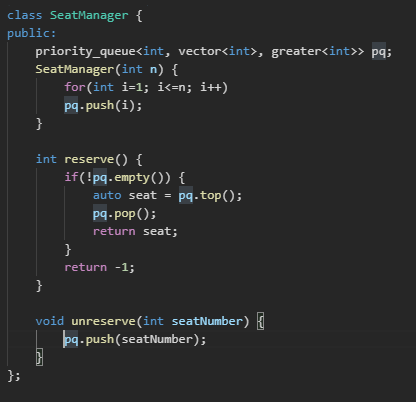 class SeatManager {
public:
    priority_queue<int, vector<int>, greater<int>> pq;
    SeatManager(int n) {
        for(int i=1; i<=n; i++)
        pq.push(i);
    }

    int reserve() {
        if(!pq.empty()) {
            auto seat = pq.top();
            pq.pop();
            return seat;
        }
        return -1;
    }

    void unreserve(int seatNumber) {
        pq.push(seatNumber);
    }
};